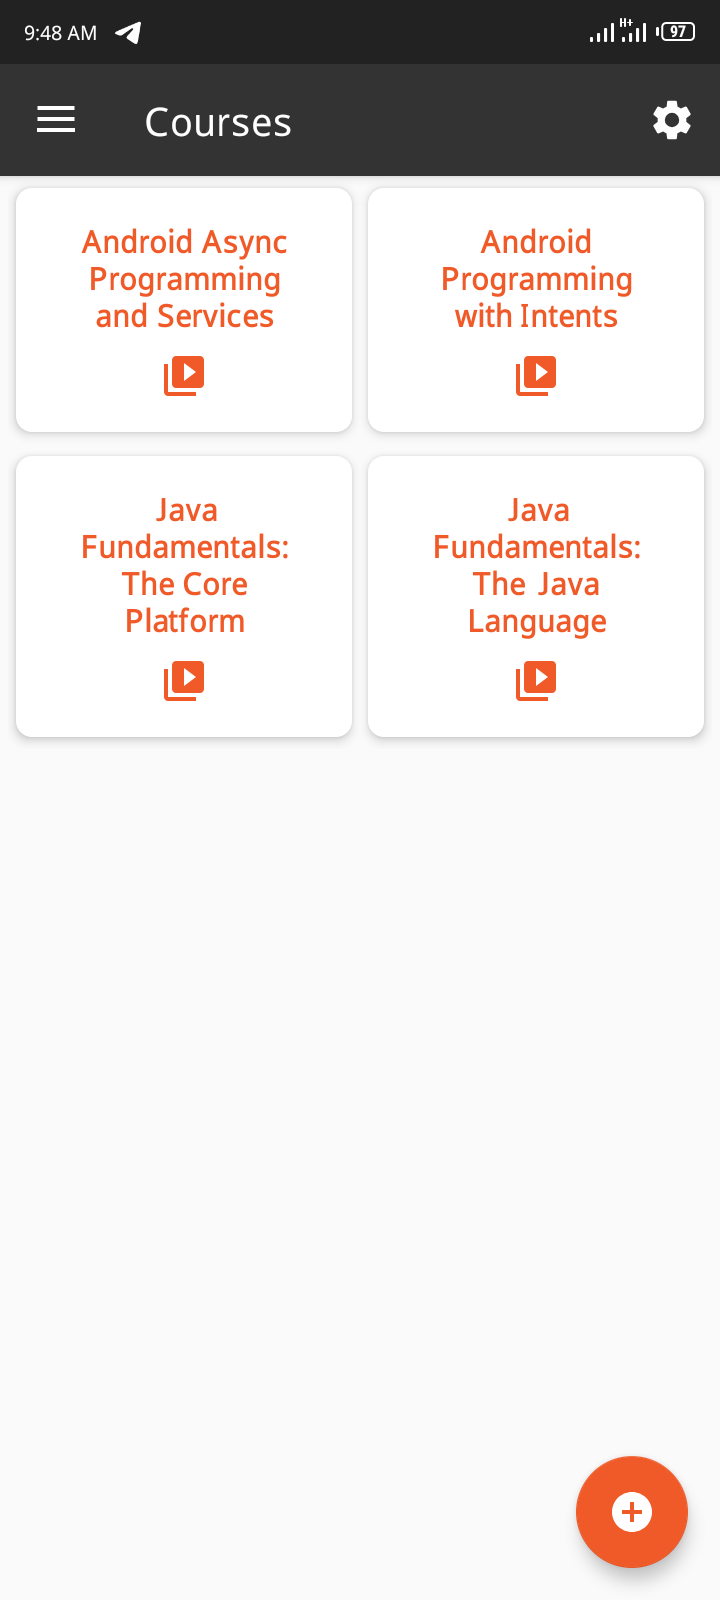 9:48 AM
H+
97
Courses
Android Async
Programming
and Services
Android
Programming
with Intents
Java
Fundamentals:
The Core
Platform
Java
Fundamentals:
The Java
Language